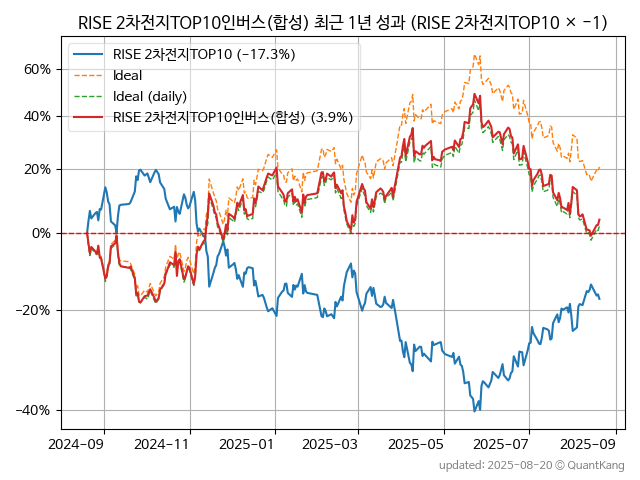 RISE 2차전지TOP10인버스(합성) 최근 1년 성과 (RISE 2차전지TOP10 × −1)
RISE 2차전지TOP10 (−17.3%)
Ideal
Ideal (daily)
RISE 2차전지TOP10인버스(합성) (3.9%)
60%
40%
20%
0%
−20%
−40%
2024-09 2024-11 2025-01 2025-03 2025-05 2025-07 2025-09
updated: 2025-08-20 © QuantKang